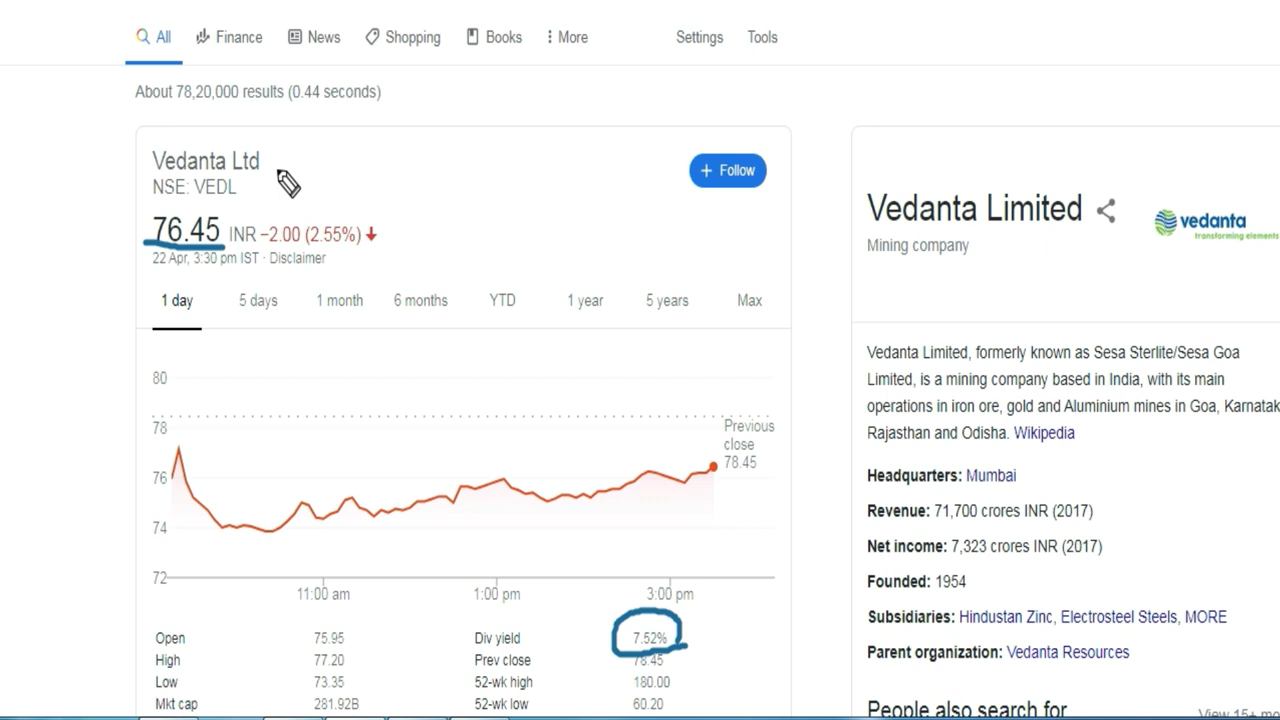 All Finance News Shopping Books More Settings Tools
About 78,20,000 results (0.44 seconds)
Vedanta Ltd
NSE: VEDL
+ Follow
76.45 INR −2.00 (2.55%)
22 Apr, 3:30 pm IST · Disclaimer
1 day 5 days 1 month 6 months YTD 1 year 5 years Max
80
78
76
74
72
Previous
close
78.45
11:00 am 1:00 pm 3:00 pm
Open 75.95 Div yield 7.52%
High 77.20 Prev close 78.45
Low 73.35 52-wk high 180.00
Mkt cap 281.92B 52-wk low 60.20
Vedanta Limited
Mining company
vedanta
transforming elements
Vedanta Limited, formerly known as Sesa Sterlite/Sesa Goa
Limited, is a mining company based in India, with its main
operations in iron ore, gold and Aluminium mines in Goa, Karnatak
Rajasthan and Odisha. Wikipedia
Headquarters: Mumbai
Revenue: 71,700 crores INR (2017)
Net income: 7,323 crores INR (2017)
Founded: 1954
Subsidiaries: Hindustan Zinc, Electrosteel Steels, MORE
Parent organization: Vedanta Resources
People also search for View 15+ mo